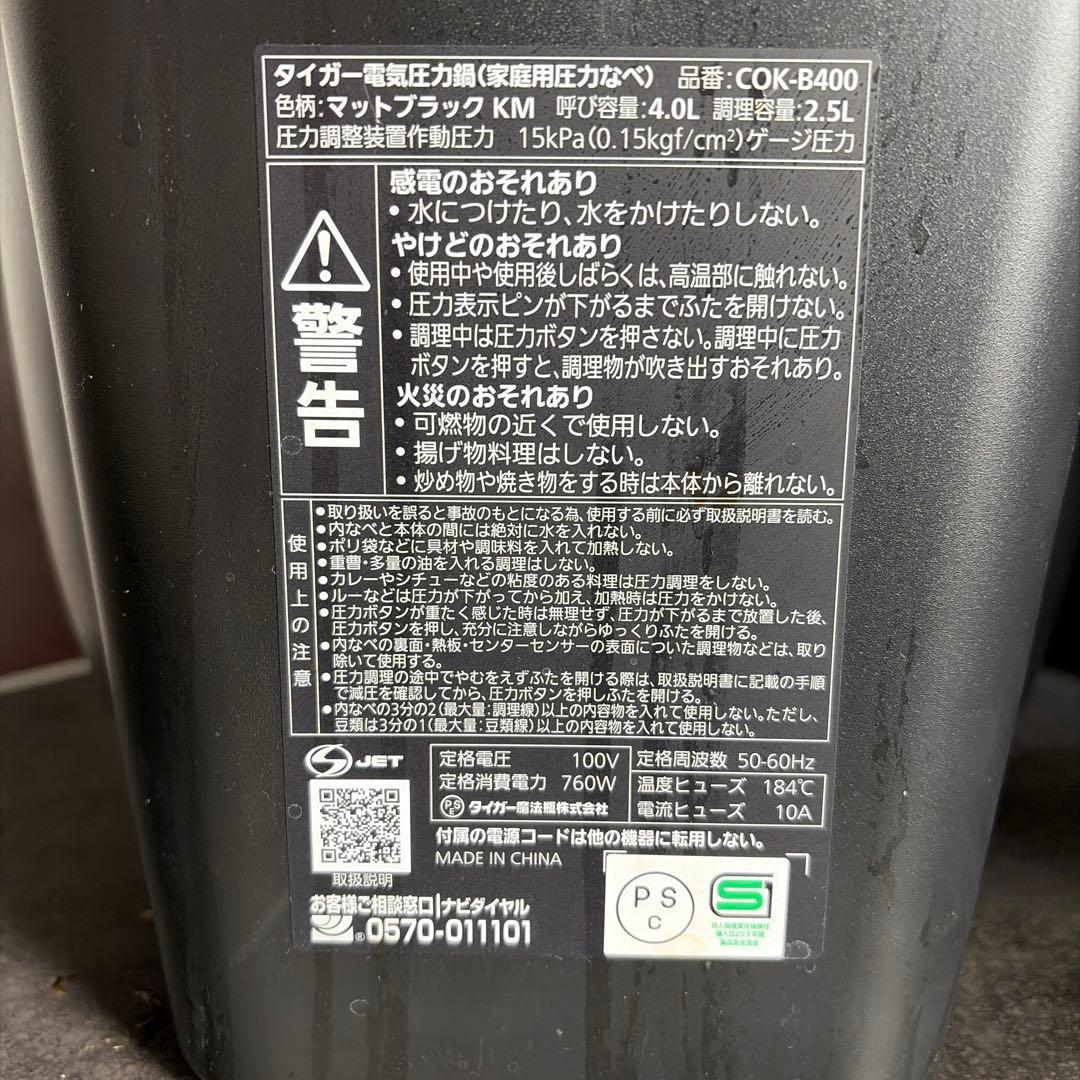 タイガー電気圧力鍋(家庭用圧力なべ) 品番:COK-B400
色柄:マットブラック KM 呼び容量:4.0L 調理容量:2.5L
圧力調整装置作動圧力 15kPa(0.15kgf/cm²)ゲージ圧力
警告
感電のおそれあり
・水につけたり、水をかけたりしない。
やけどのおそれあり
・使用中や使用後しばらくは、高温部に触れない。
・圧力表示ピンが下がるまでふたを開けない。
・調理中は圧力ボタンを押さない。調理中に圧力
ボタンを押すと、調理物が吹き出すおそれあり。
火災のおそれあり
・可燃物の近くで使用しない。
・揚げ物料理はしない。
・炒め物や焼き物をする時は本体から離れない。
使用上の注意
●取り扱いを誤ると事故のもとになる為、使用する前に必ず取扱説明書を読む。
●内なべと本体の間には絶対に水を入れない。
●ポリ袋などに具材や調味料を入れて加熱しない。
●重曹・多量の油を入れる調理はしない。
●カレーやシチューなどの粘度のある料理は圧力調理をしない。
●ルーなどは圧力が下がってから加え、加熱時は圧力をかけない。
●圧力ボタンが重たく感じた時は無理せず、圧力が下がるまで放置した後、
圧力ボタンを押し、充分に注意しながらゆっくりふたを開ける。
●内なべの裏面・熱板・センターセンサーの表面についた調理物などは、取り
除いて使用する。
●圧力調理の途中でやむをえずふたを開ける際は、取扱説明書に記載の手順
で減圧を確認してから、圧力ボタンを押しふたを開ける。
●内なべの3分の2(最大量:調理線)以上の内容物を入れて使用しない。ただし、
豆類は3分の1(最大量:豆類線)以上の内容物を入れて使用しない。
JET
定格電圧 100V 定格周波数 50-60Hz
定格消費電力 760W 温度ヒューズ 184℃
PSE タイガー魔法瓶株式会社 電流ヒューズ 10A
付属の電源コードは他の機器に転用しない。
MADE IN CHINA
取扱説明
お客様ご相談窓口 ナビダイヤル
® 0570-011101
PSC
S
対人賠償責任保険付
購入日より5年間
製品安全協会